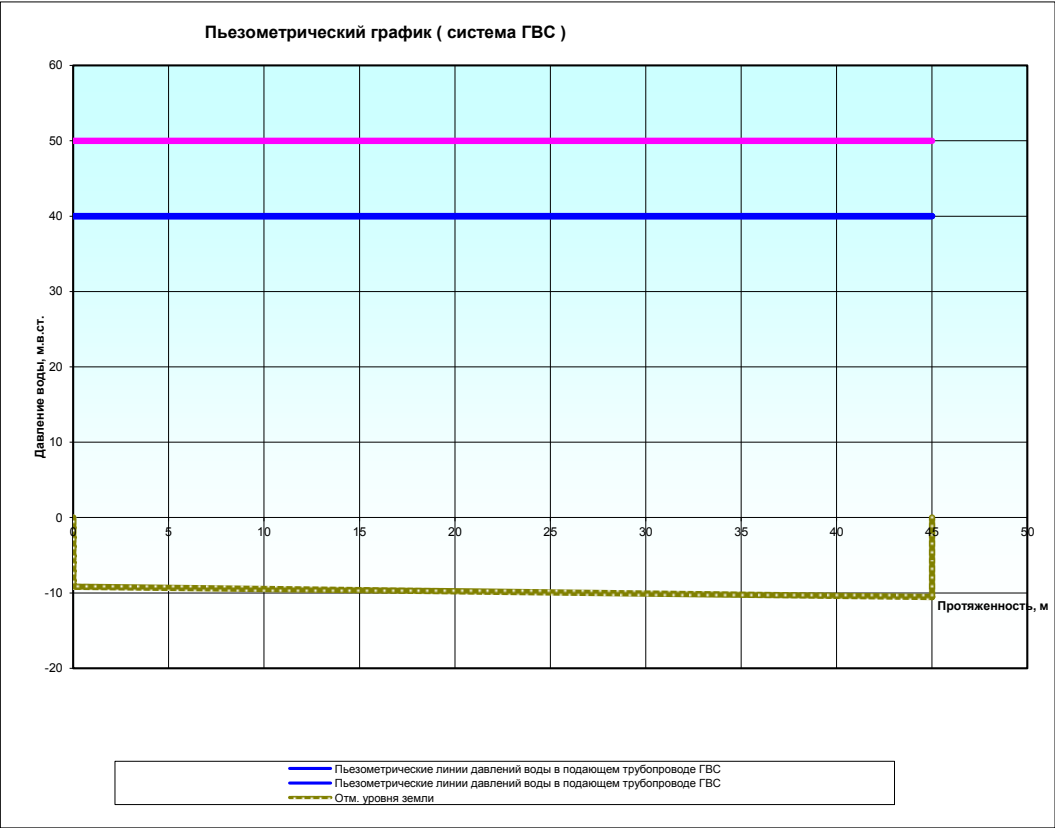 Пьезометрический график ( система ГВС )
60
50
40
30
20
10
0
-10
-20
Давление воды, м.в.ст.
0 5 10 15 20 25 30 35 40 45 50
Протяженность, м
Пьезометрические линии давлений воды в подающем трубопроводе ГВС
Пьезометрические линии давлений воды в подающем трубопроводе ГВС
Отм. уровня земли